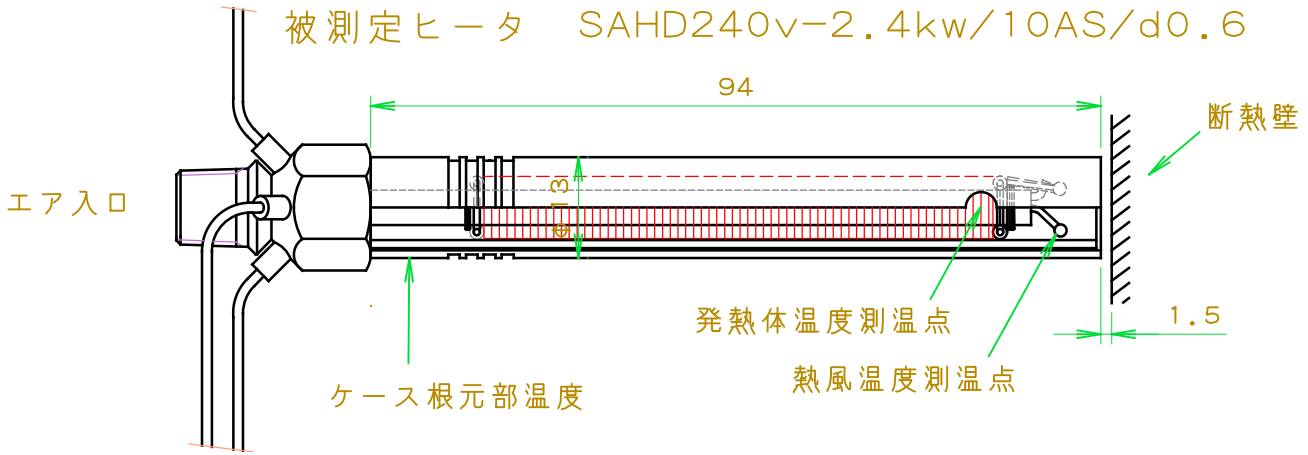 被測定ヒータ SAHD240v-2.4kw/10AS/d0.6
94
断熱壁
エア入口
φ13
発熱体温度測温点
1.5
熱風温度測温点
ケース根元部温度